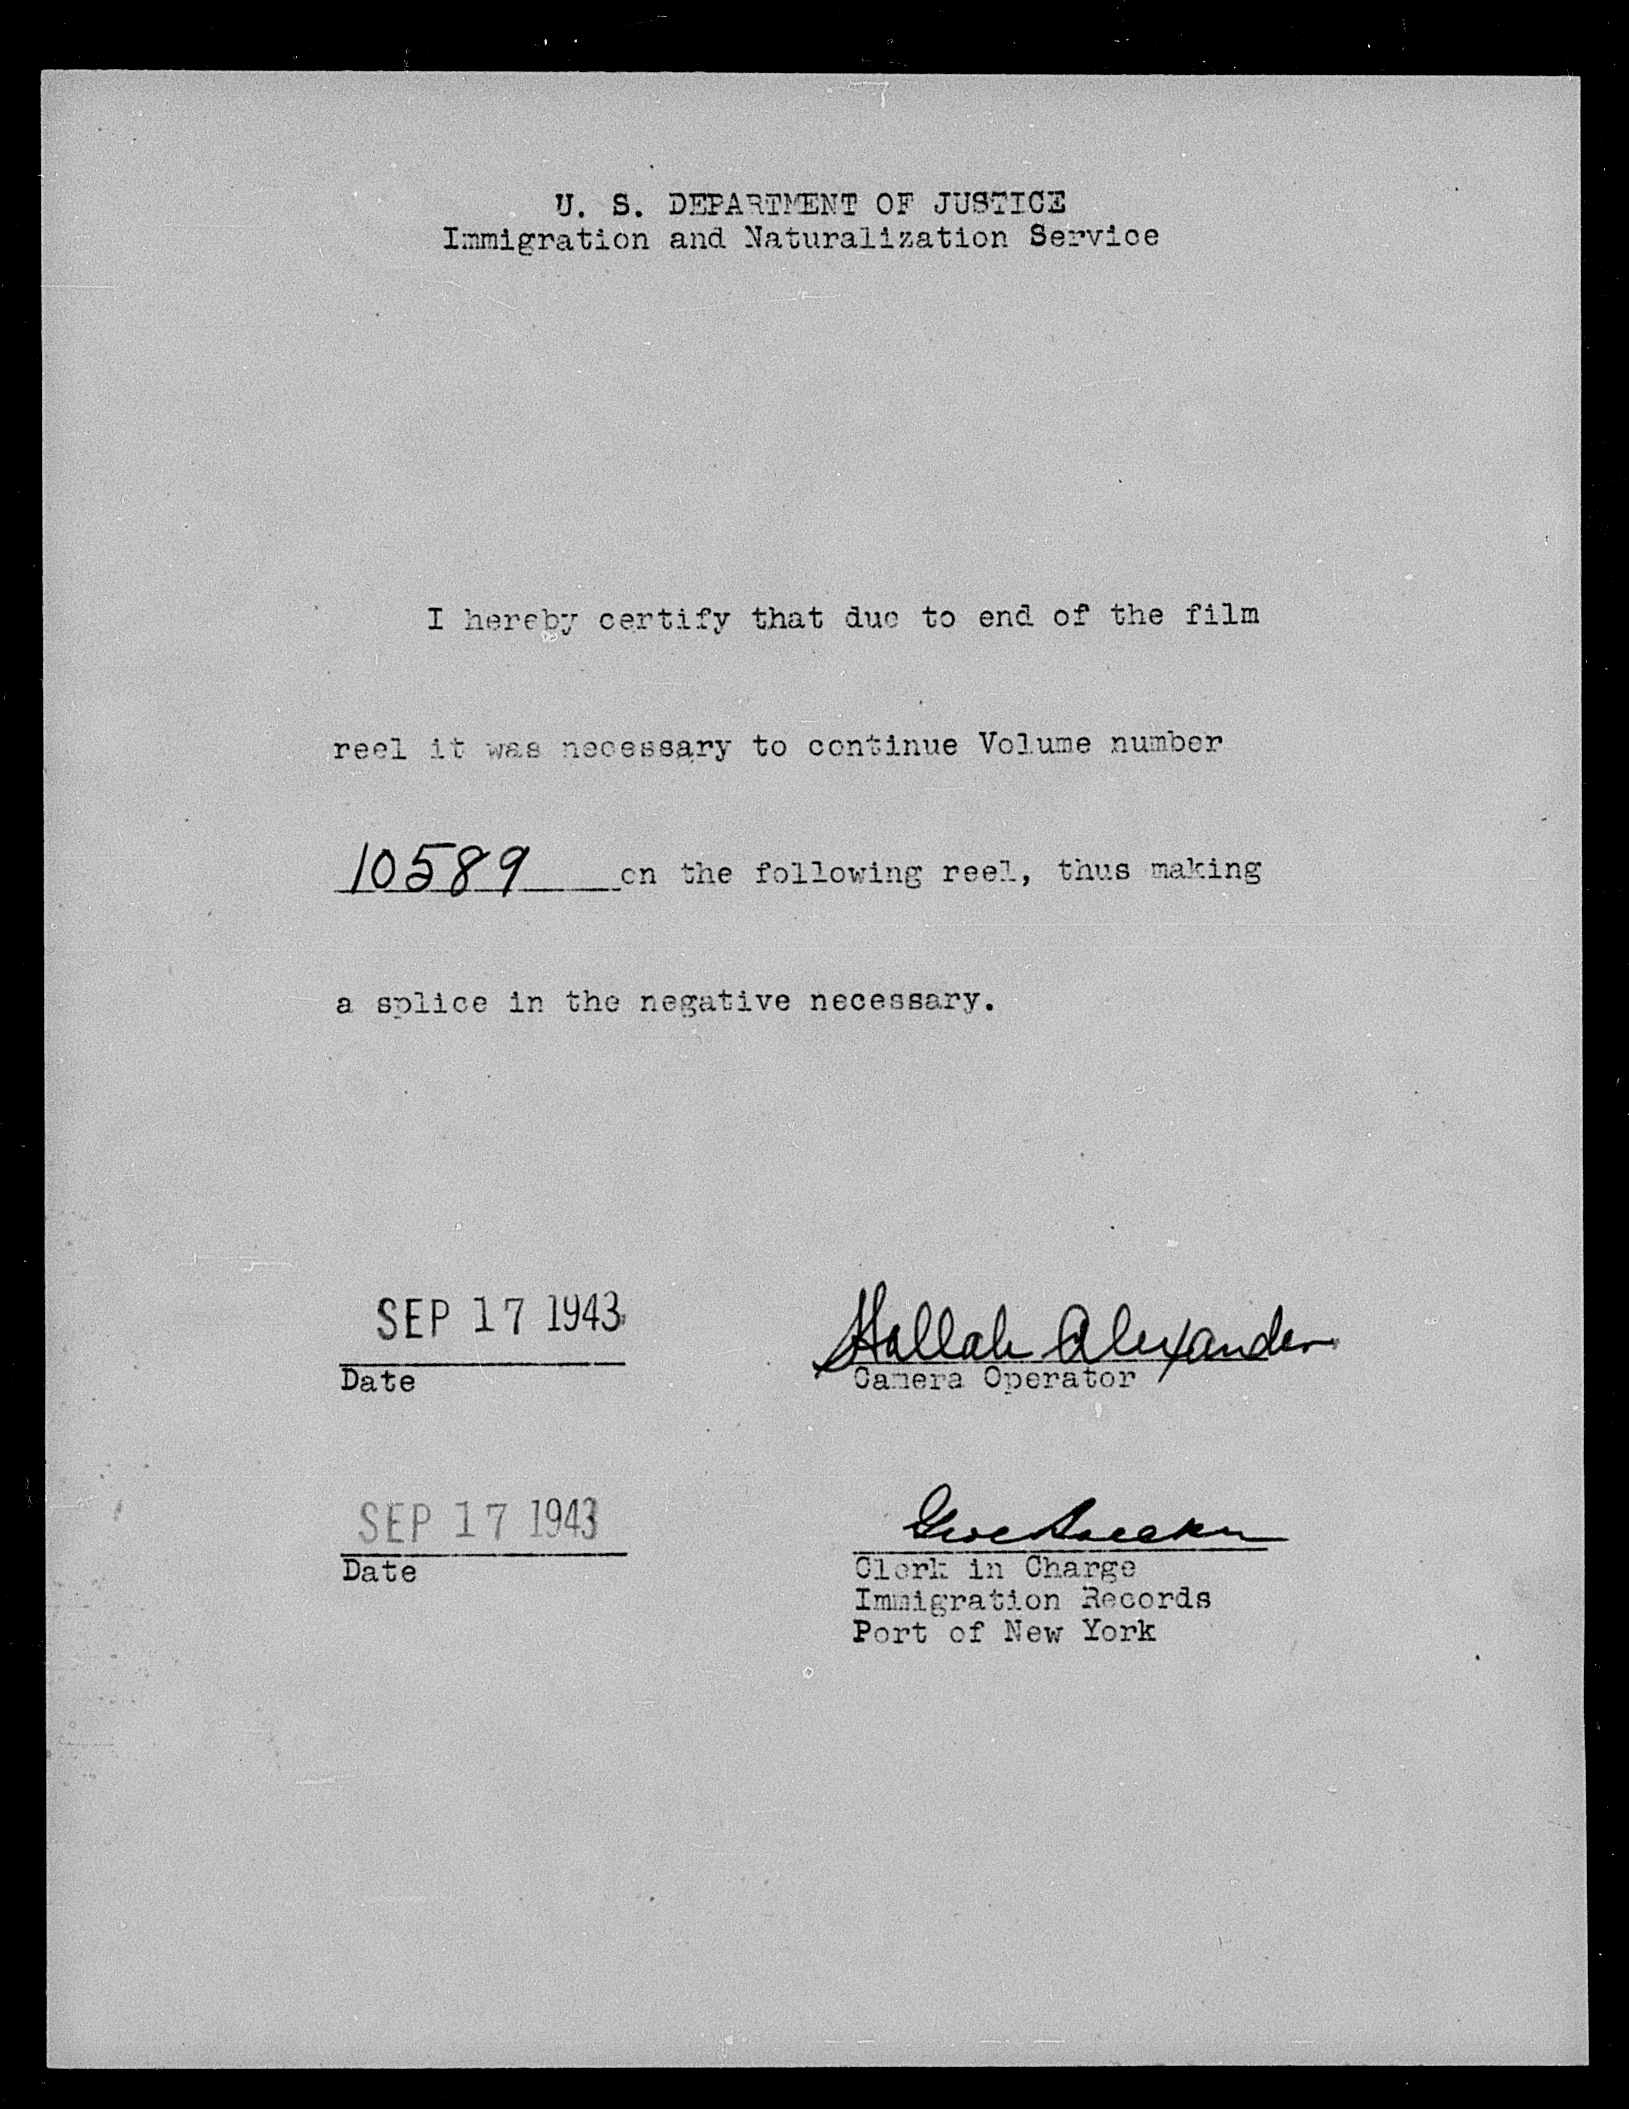 U. S. DEPARTMENT OF JUSTICE
Immigration and Naturalization Service
I hereby certify that due to end of the film
reel it was necessary to continue Volume number
10589 on the following reel, thus making
a splice in the negative necessary.
SEP 17 1943
Hallah Alexander
Date
Camera Operator
SEP 17 1943
Date
Clerk in Charge
Immigration Records
Port of New York